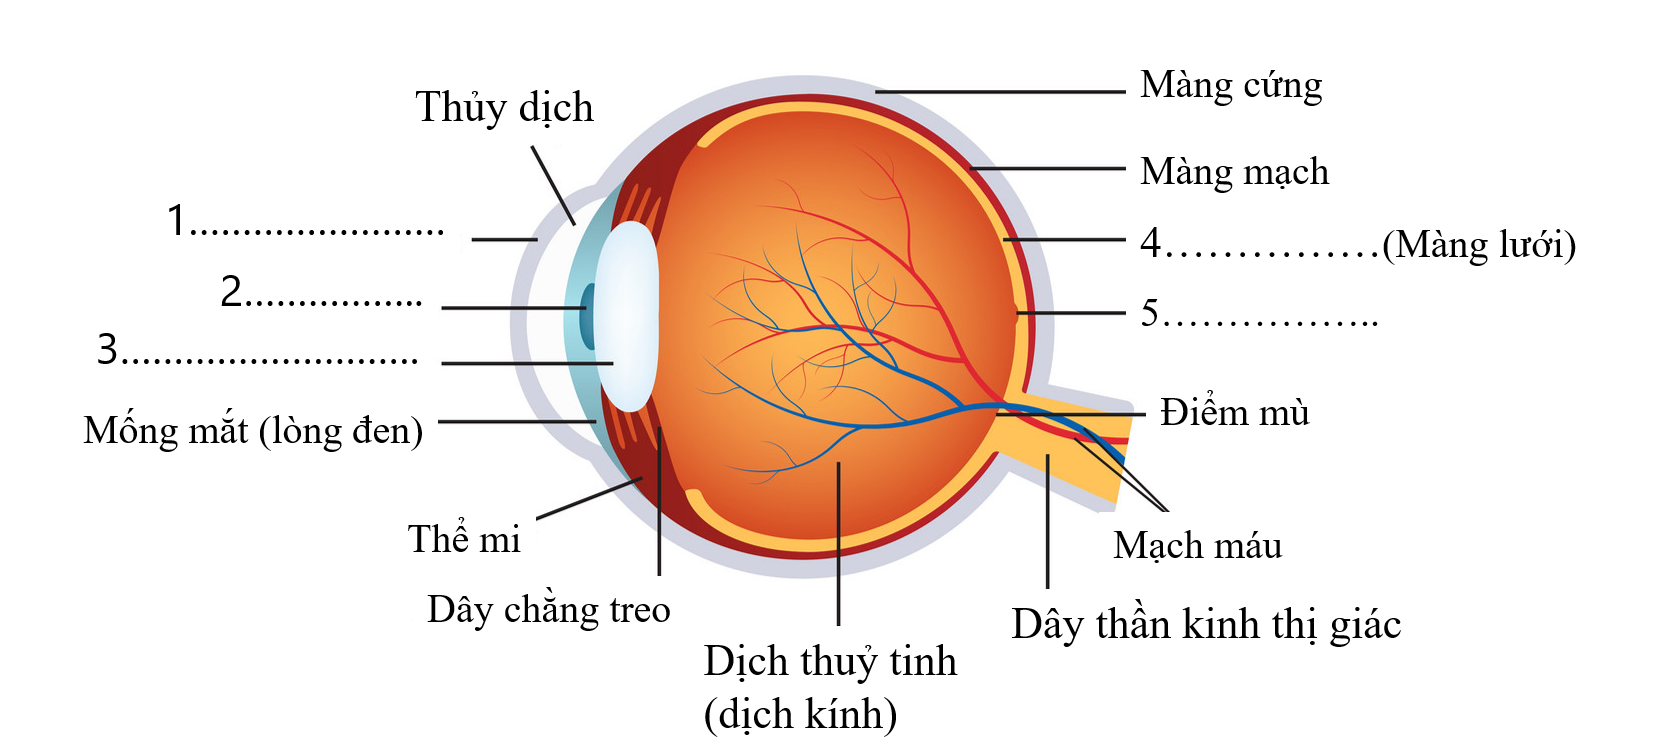 Thủy dịch
1........................
2.................
3............................
Mống mắt (lòng đen)
Thể mi
Dây chằng treo
Dịch thuỷ tinh
(dịch kính)
Màng cứng
Màng mạch
4……………(Màng lưới)
5……………..
Điểm mù
Mạch máu
Dây thần kinh thị giác